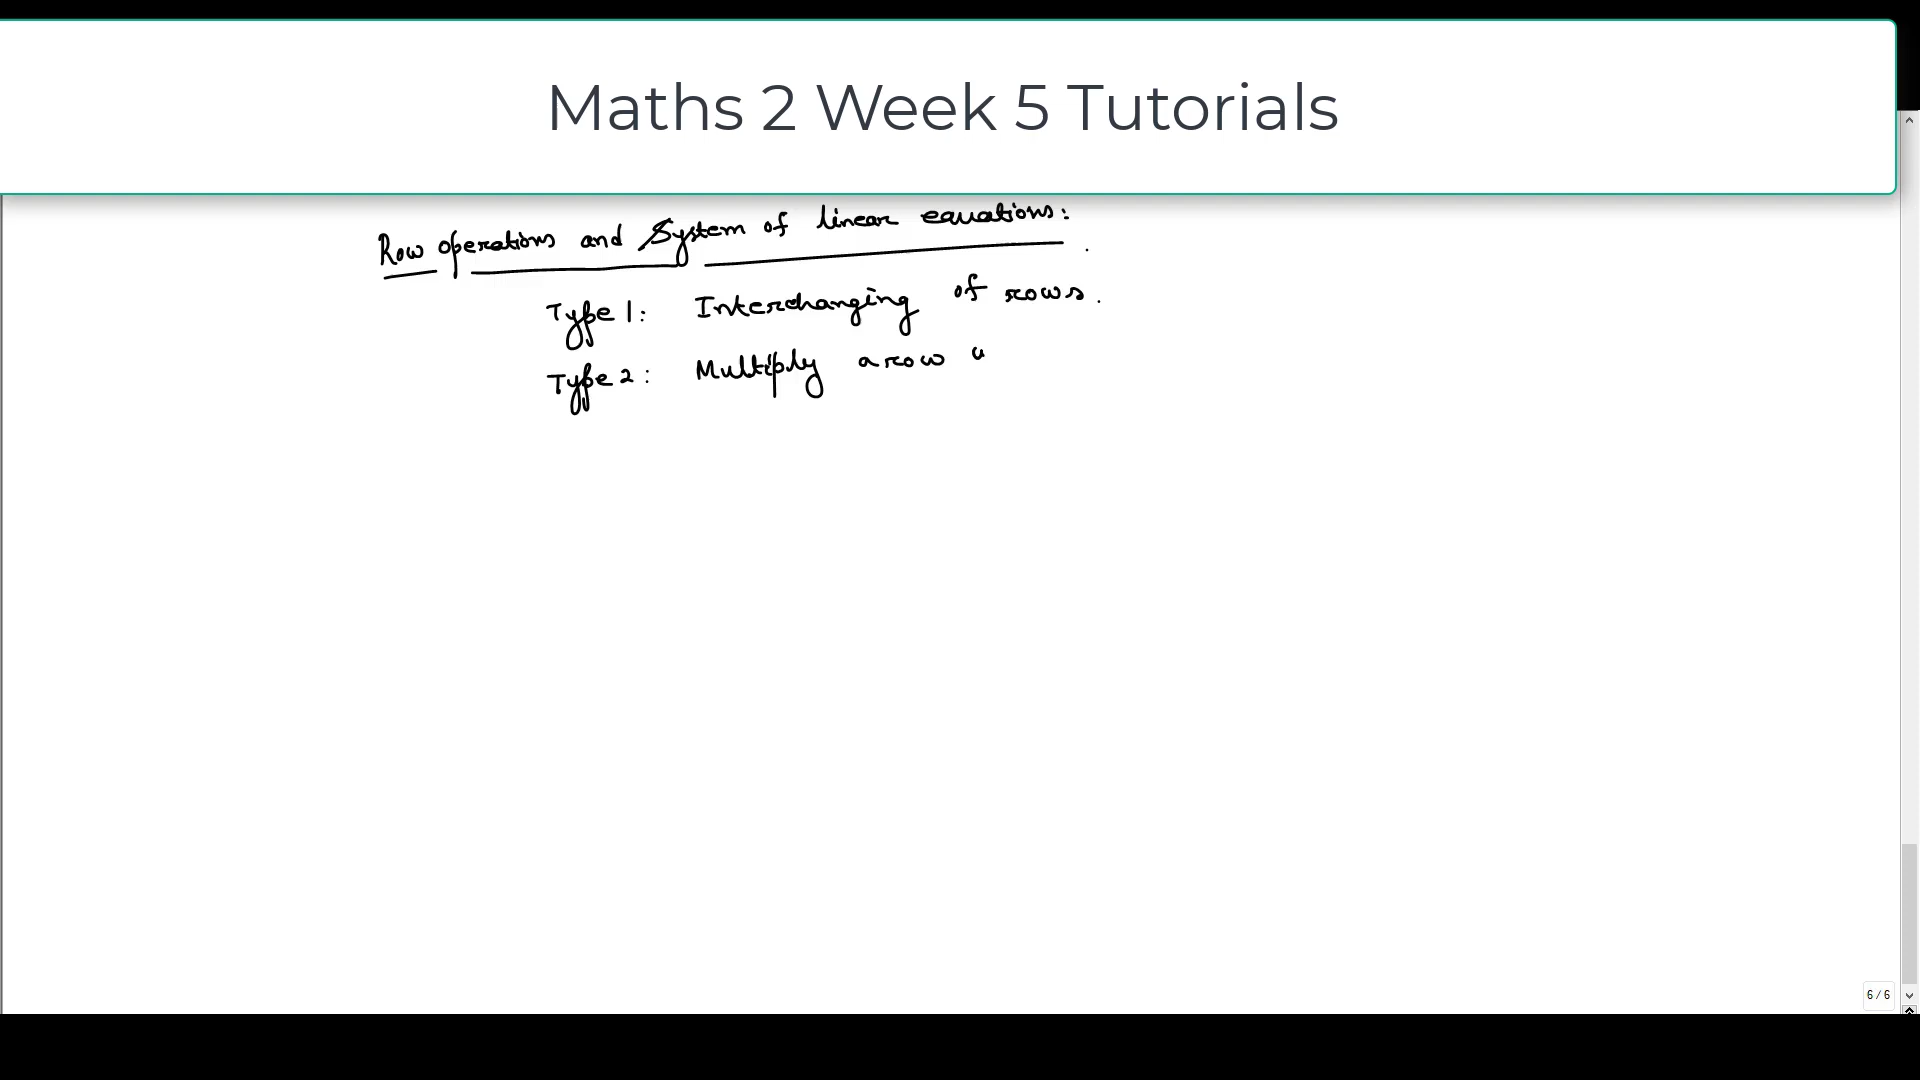 Maths 2 Week 5 Tutorials
Row operations and System of linear equations:
Type 1: Interchanging of rows.
Type 2: Multiply a row
6 / 6